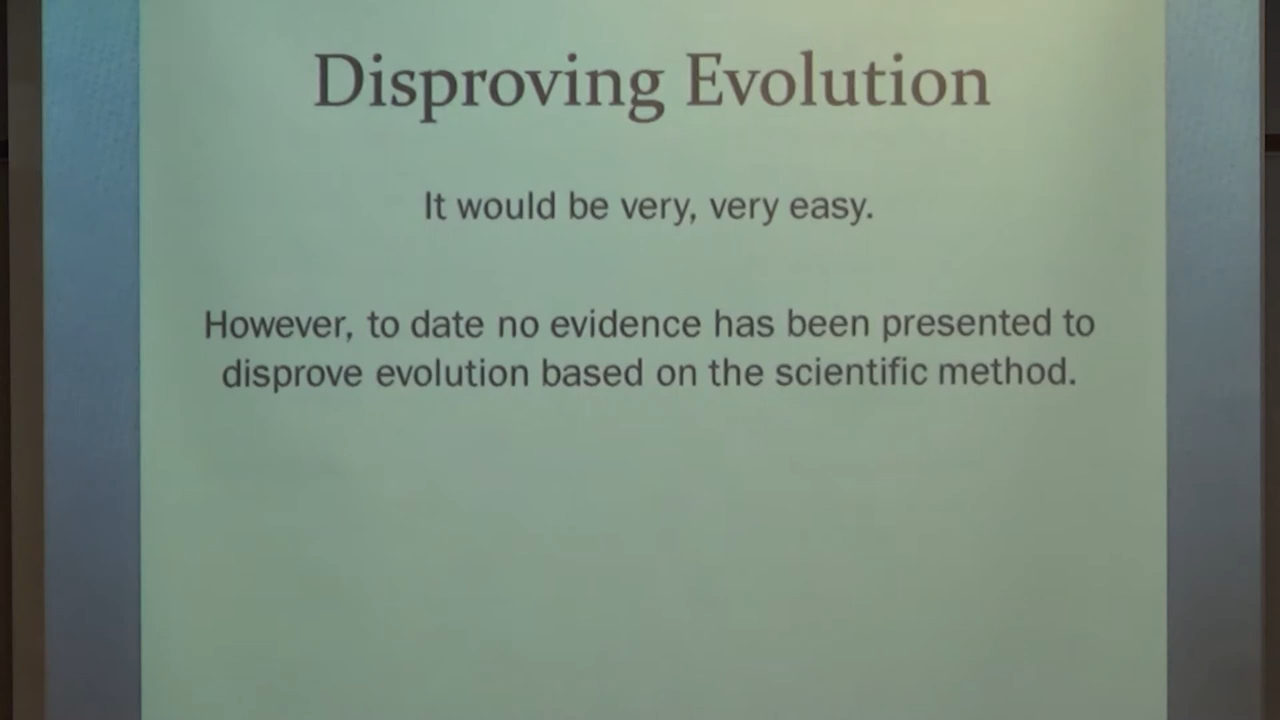 Disproving Evolution
It would be very, very easy.
However, to date no evidence has been presented to
disprove evolution based on the scientific method.